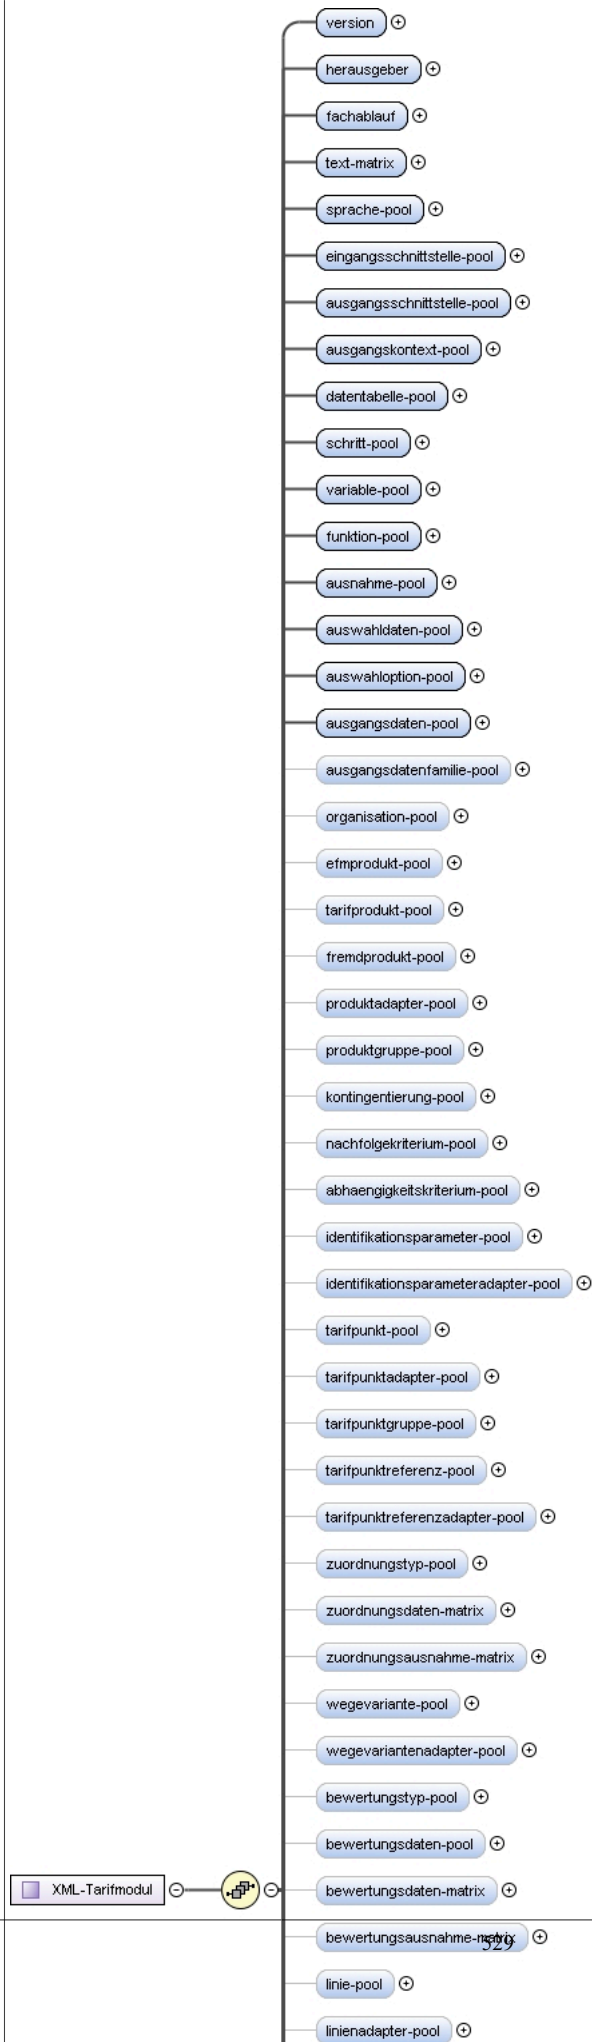 version
herausgeber
fachablauf
text-matrix
sprache-pool
eingangsschnittstelle-pool
ausgangsschnittstelle-pool
ausgangskontext-pool
datentabelle-pool
schritt-pool
variable-pool
funktion-pool
ausnahme-pool
auswahldaten-pool
auswahloption-pool
ausgangsdaten-pool
ausgangsdatenfamilie-pool
organisation-pool
efmprodukt-pool
tarifprodukt-pool
fremdprodukt-pool
produktadapter-pool
produktgruppe-pool
kontingentierung-pool
nachfolgekriterium-pool
abhaengigkeitskriterium-pool
identifikationsparameter-pool
identifikationsparameteradapter-pool
tarifpunkt-pool
tarifpunktadapter-pool
tarifpunktgruppe-pool
tarifpunktreferenz-pool
tarifpunktreferenzadapter-pool
zuordnungstyp-pool
zuordnungsdaten-matrix
zuordnungsausnahme-matrix
wegevariante-pool
wegevariantenadapter-pool
bewertungstyp-pool
bewertungsdaten-pool
XML-Tarifmodul
bewertungsdaten-matrix
bewertungsausnahme-matrix
529
linie-pool
linienadapter-pool